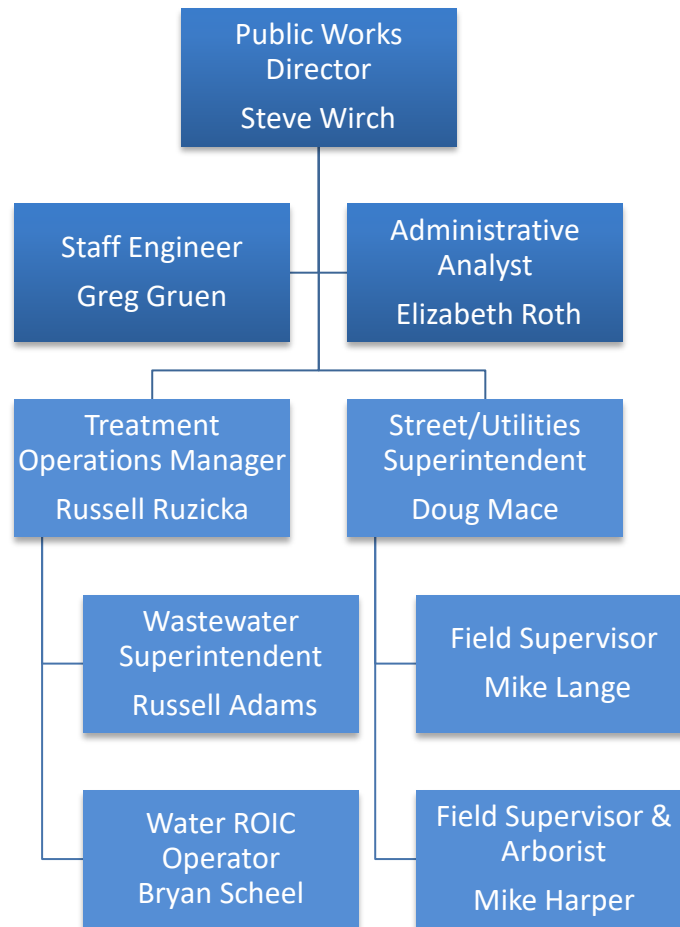 Public Works
Director
Steve Wirch
Staff Engineer
Greg Gruen
Administrative
Analyst
Elizabeth Roth
Treatment
Operations Manager
Russell Ruzicka
Street/Utilities
Superintendent
Doug Mace
Wastewater
Superintendent
Russell Adams
Field Supervisor
Mike Lange
Water ROIC
Operator
Bryan Scheel
Field Supervisor &
Arborist
Mike Harper